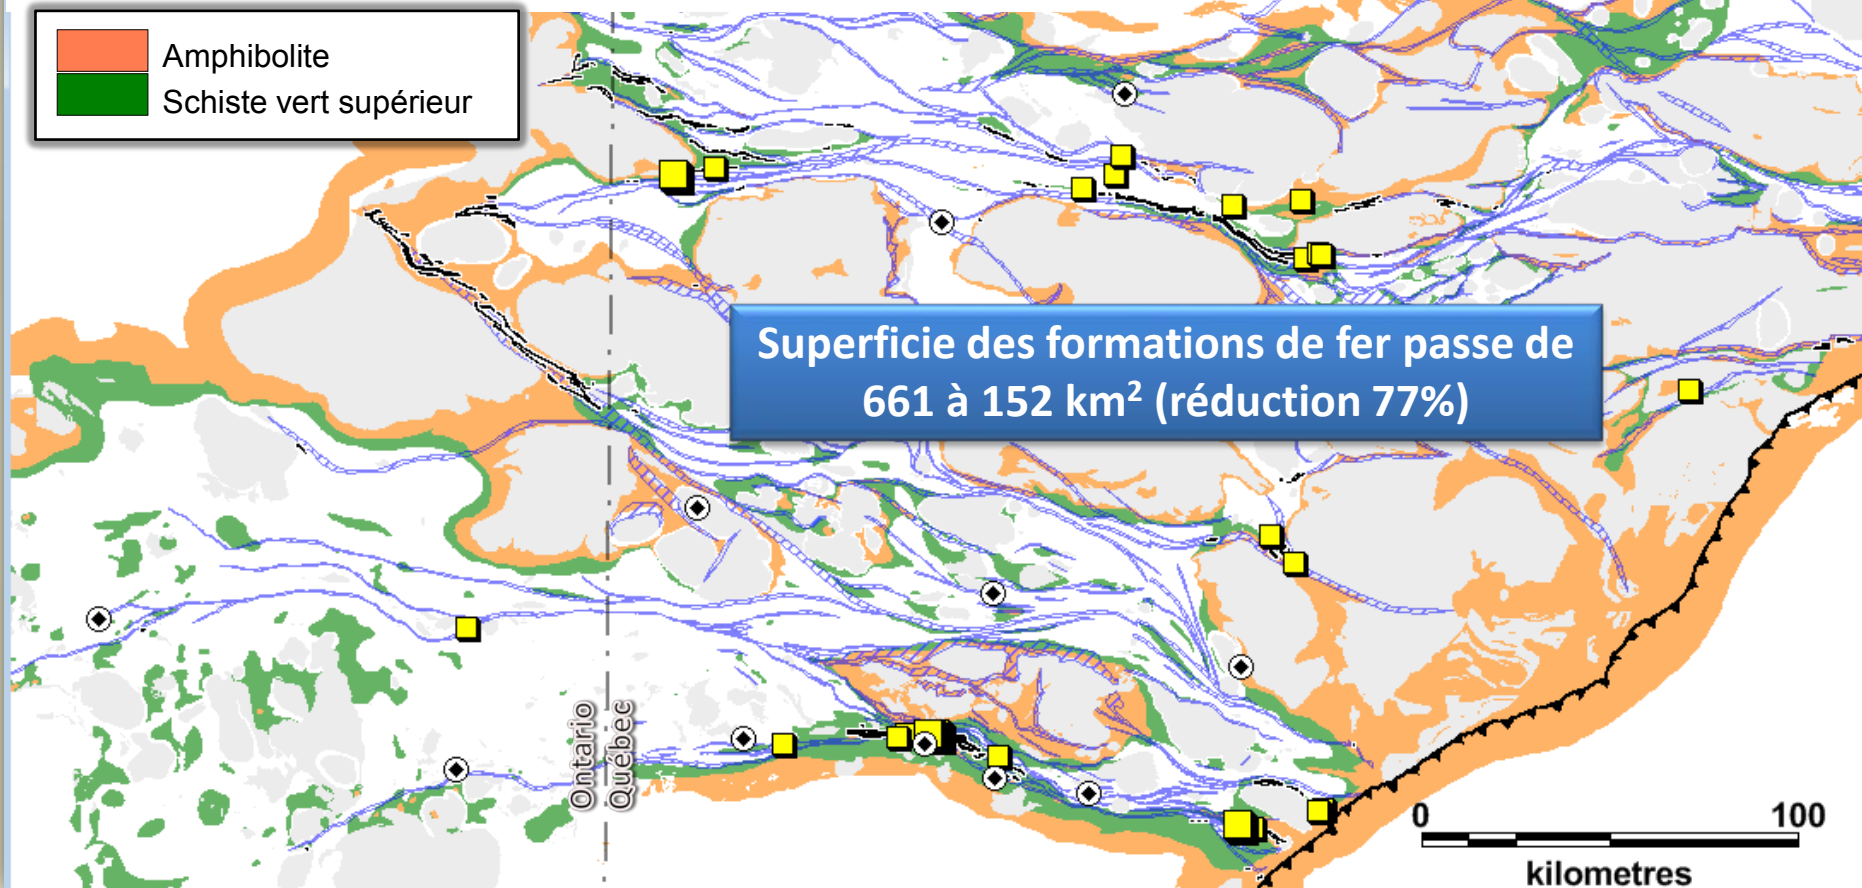 Amphibolite
Schiste vert supérieur
Superficie des formations de fer passe de
661 à 152 km² (réduction 77%)
Ontario
Québec
0 100
kilometres